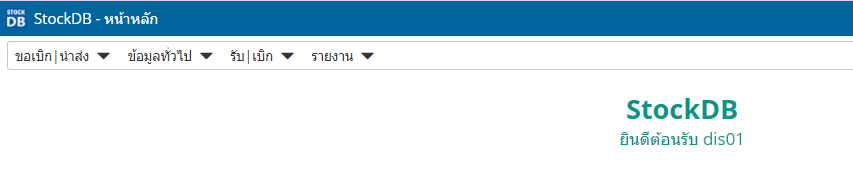 STOCK
DB
StockDB - หน้าหลัก
ขอเบิก|นำส่ง ข้อมูลทั่วไป รับ|เบิก รายงาน
StockDB
ยินดีต้อนรับ dis01